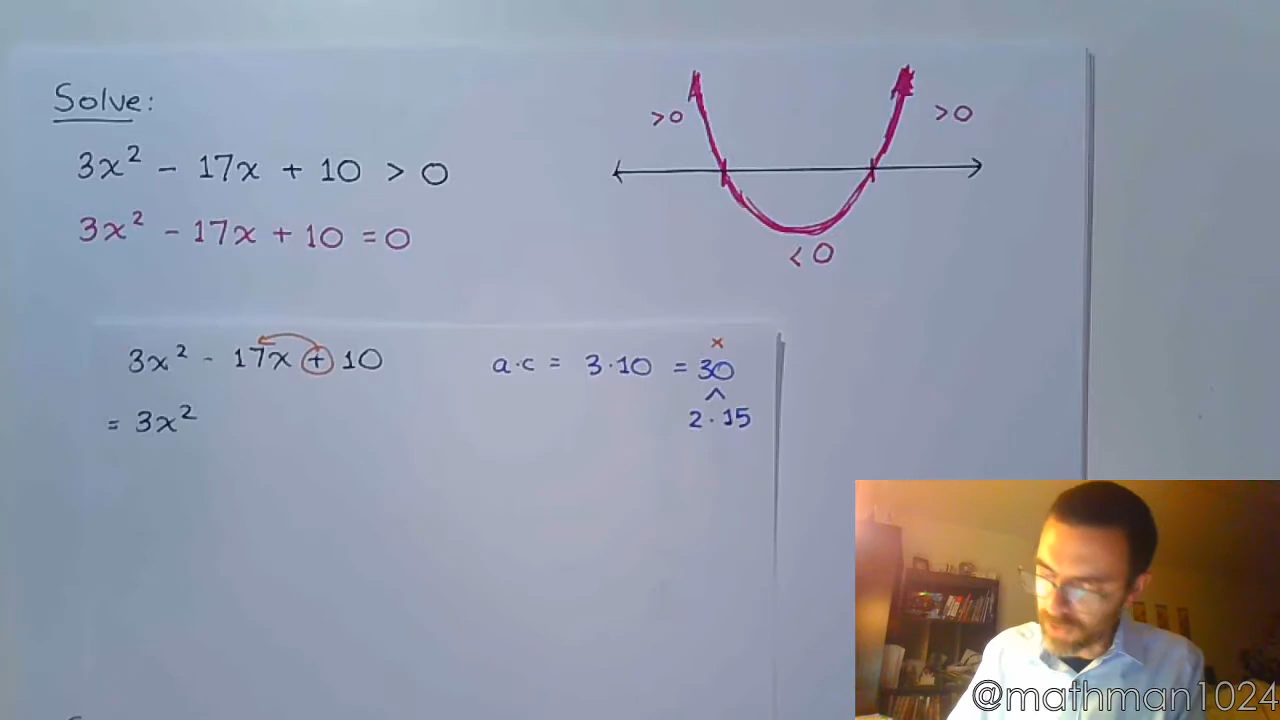 Solve:
3x² - 17x + 10 > 0
3x² - 17x + 10 = 0
>0
>0
< 0
3x² - 17x + 10
= 3x²
a·c = 3·10 = 30
x
^
2·15
@mathman1024